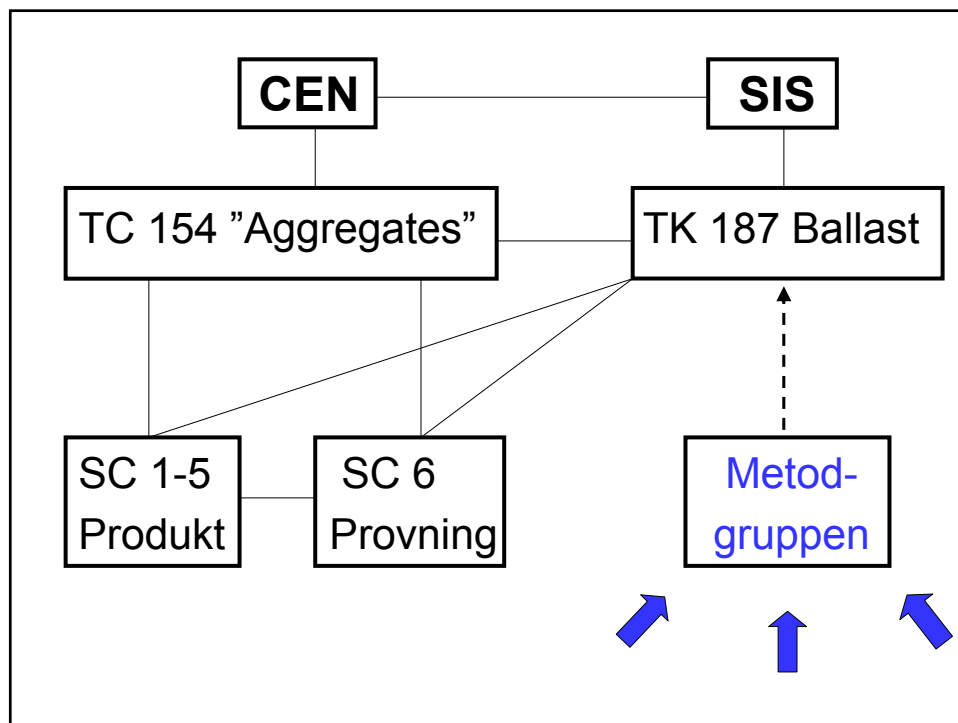 CEN
SIS
TC 154 ”Aggregates”
TK 187 Ballast
SC 1-5
Produkt
SC 6
Provning
Metod-
gruppen